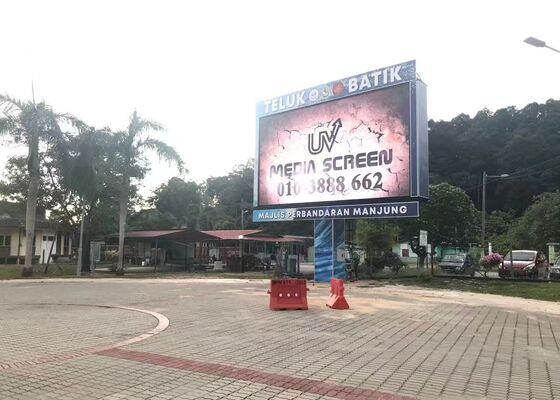 TELUK BATIK
UV
MEDIA SCREEN
010-3888 662
MAJLIS PERBANDARAN MANJUNG